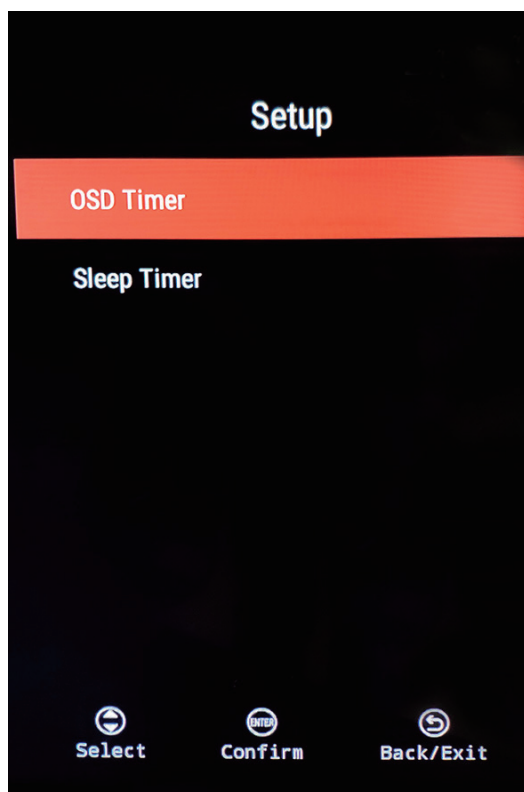 Setup
OSD Timer
Sleep Timer
ENTER
Select Confirm Back/Exit